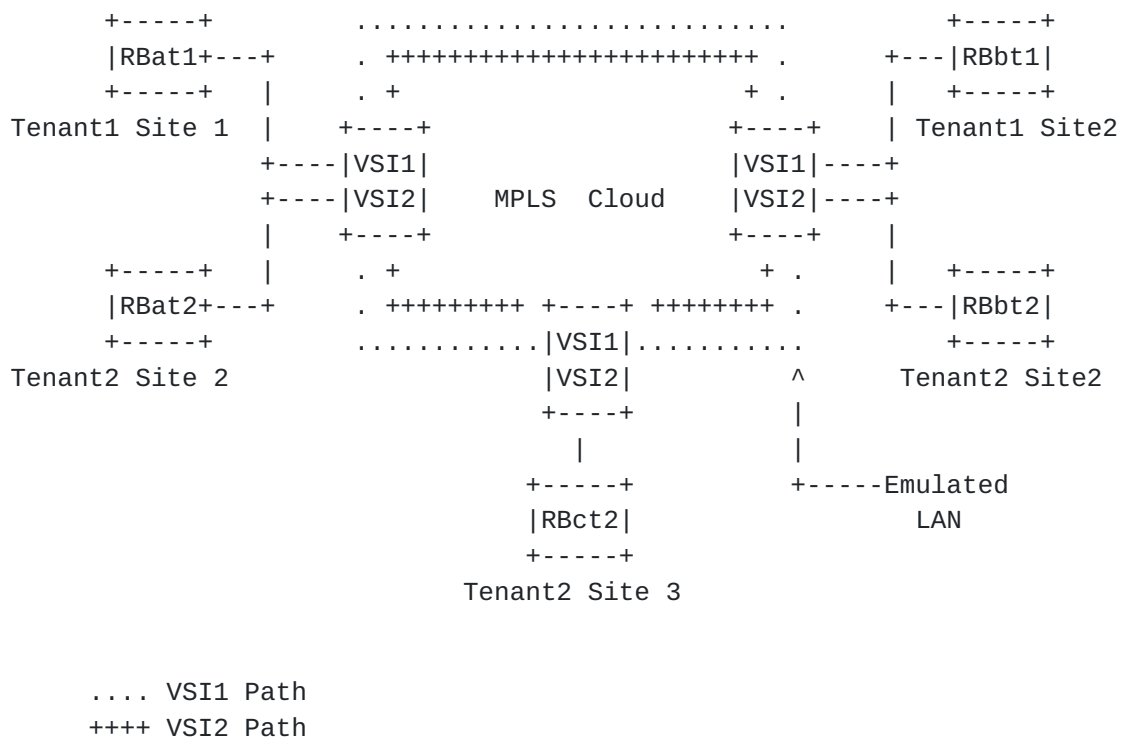 +-----+         ............................         +-----+
      |RBat1+---+     . ++++++++++++++++++++++++ .      +---|RBbt1|
      +-----+   |     . +                      + .      |   +-----+
Tenant1 Site 1  |    +----+                   +----+    | Tenant1 Site2
                +----|VSI1|                   |VSI1|----+
                +----|VSI2|    MPLS  Cloud    |VSI2|----+
                |    +----+                   +----+    |
      +-----+   |     . +                       + .     |   +-----+
      |RBat2+---+     . +++++++++ +----+ ++++++++ .     +---|RBbt2|
      +-----+         ............|VSI1|...........         +-----+
Tenant2 Site 2                    |VSI2|          ^      Tenant2 Site2
                                  +----+          |
                                    |             |
                                 +-----+          +-----Emulated
                                 |RBct2|                  LAN
                                 +-----+
                             Tenant2 Site 3
     .... VSI1 Path
     ++++ VSI2 Path